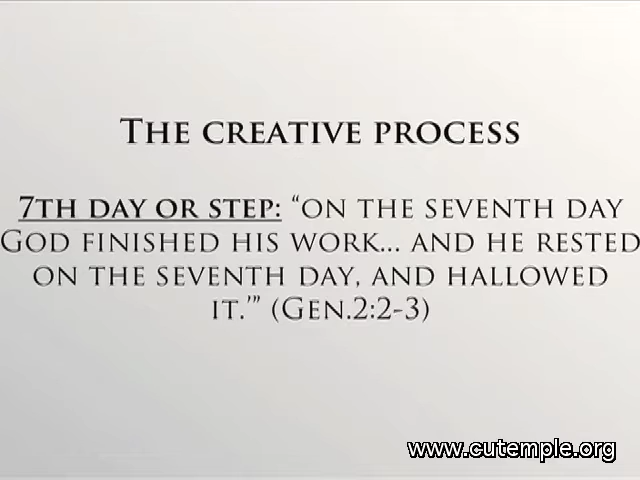 THE CREATIVE PROCESS
7TH DAY OR STEP: “ON THE SEVENTH DAY
GOD FINISHED HIS WORK... AND HE RESTED
ON THE SEVENTH DAY, AND HALLOWED
IT.’” (GEN.2:2-3)
www.cutemple.org